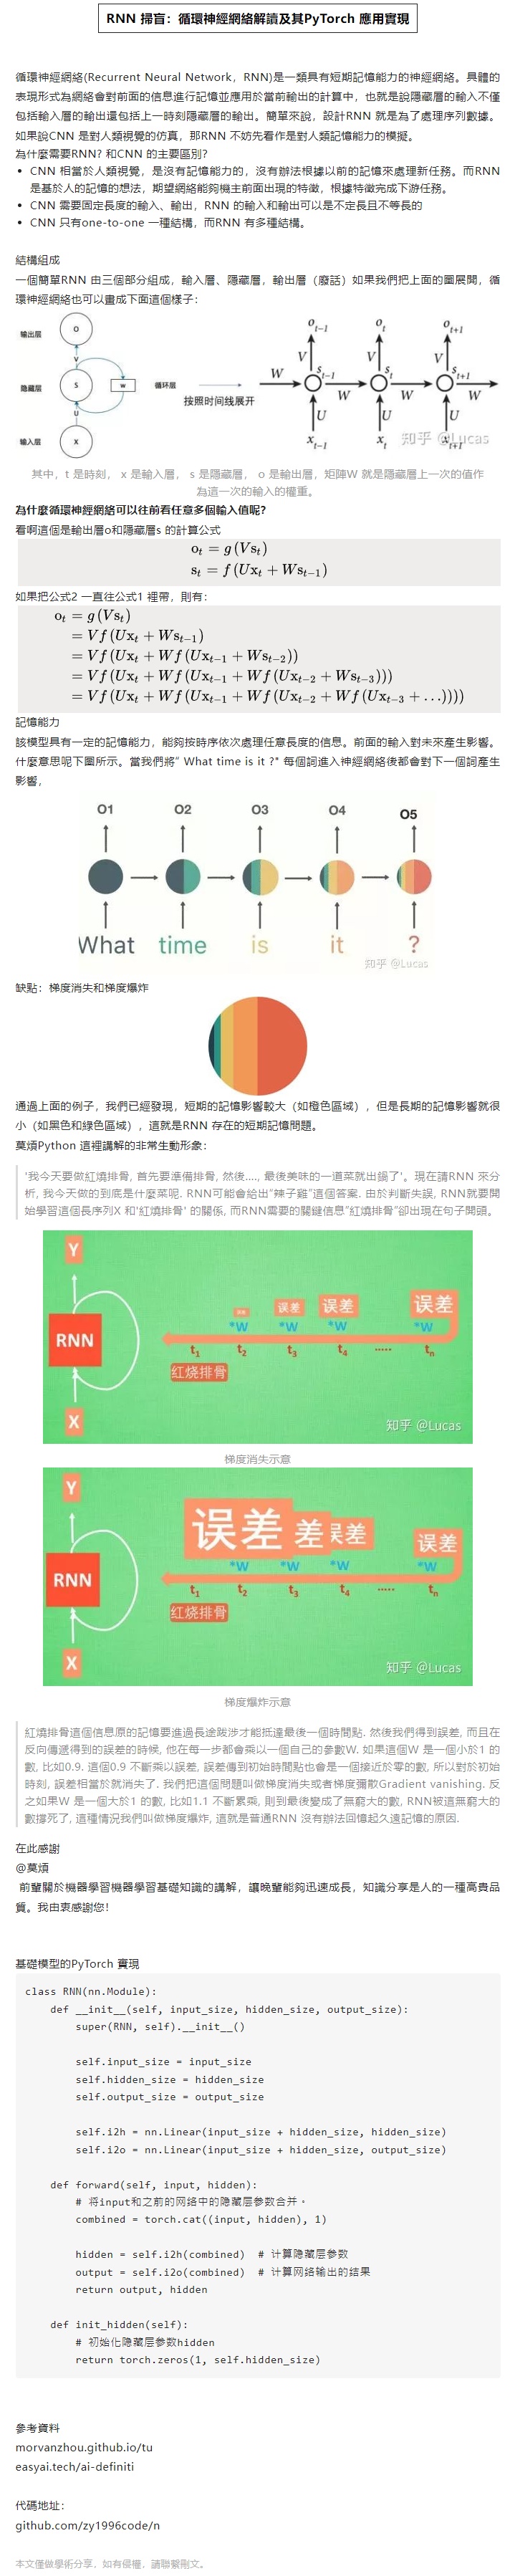 RNN 掃盲：循環神經網絡解讀及其PyTorch 應用實現
循環神經網絡(Recurrent Neural Network，RNN)是一類具有短期記憶能力的神經網絡。具體的
表現形式為網絡會對前面的信息進行記憶並應用於當前輸出的計算中，也就是說隱藏層的輸入不僅
包括輸入層的輸出還包括上一時刻隱藏層的輸出。簡單來說，設計RNN 就是為了處理序列數據。
如果說CNN 是對人類視覺的仿真，那RNN 不妨先看作是對人類記憶能力的模擬。
為什麼需要RNN? 和CNN 的主要區別?
• CNN 相當於人類視覺，是沒有記憶能力的，沒有辦法根據以前的記憶來處理新任務。而RNN
是基於人的記憶的想法，期望網絡能夠機主前面出現的特徵，根據特徵完成下游任務。
• CNN 需要固定長度的輸入、輸出，RNN 的輸入和輸出可以是不定長且不等長的
• CNN 只有one-to-one 一種結構，而RNN 有多種結構。
結構組成
一個簡單RNN 由三個部分組成，輸入層、隱藏層，輸出層（廢話）如果我們把上面的圖展開，循
環神經網絡也可以畫成下面這個樣子：
输出层 O
V
隐藏层 S W 循环层
U
输入层 X
按照时间线展开
o_{t-1} o_t o_{t+1}
V V V
W s_{t-1} W s_t W s_{t+1} W
U U U
x_{t-1} x_t x_{t+1}
知乎 @Lucas
其中，t 是時刻， x 是輸入層， s 是隱藏層， o 是輸出層，矩陣W 就是隱藏層上一次的值作
為這一次的輸入的權重。
為什麼循環神經網絡可以往前看任意多個輸入值呢?
看啊這個是輸出層o和隱藏層s 的計算公式
o_t = g(Vs_t)
s_t = f(Ux_t + Ws_{t−1})
如果把公式2 一直往公式1 裡帶，則有：
o_t = g(Vs_t)
= Vf(Ux_t + Ws_{t−1})
= Vf(Ux_t + Wf(Ux_{t−1} + Ws_{t−2}))
= Vf(Ux_t + Wf(Ux_{t−1} + Wf(Ux_{t−2} + Ws_{t−3})))
= Vf(Ux_t + Wf(Ux_{t−1} + Wf(Ux_{t−2} + Wf(Ux_{t−3} + …))))
記憶能力
該模型具有一定的記憶能力，能夠按時序依次處理任意長度的信息。前面的輸入對未來產生影響。
什麼意思呢下圖所示。當我們將“ What time is it ?* 每個詞進入神經網絡後都會對下一個詞產生
影響，
O1 O2 O3 O4 O5
What time is it ?
知乎 @Lucas
缺點：梯度消失和梯度爆炸
通過上面的例子，我們已經發現，短期的記憶影響較大（如橙色區域），但是長期的記憶影響就很
小（如黑色和綠色區域），這就是RNN 存在的短期記憶問題。
莫煩Python 這裡講解的非常生動形象：
'我今天要做紅燒排骨, 首先要準備排骨, 然後...., 最後美味的一道菜就出鍋了'。現在請RNN 來分
析, 我今天做的到底是什麼菜呢. RNN可能會給出“辣子雞”這個答案. 由於判斷失誤, RNN就要開
始學習這個長序列X 和'紅燒排骨' 的關係, 而RNN需要的關鍵信息”紅燒排骨”卻出現在句子開頭。
Y
RNN
X
误差 误差 误差
*W *W *W *W
t1 t2 t3 t4 ..... tn
红烧排骨
知乎 @Lucas
梯度消失示意
Y
RNN
X
误差 差 误差 误差
*W *W *W *W
t1 t2 t3 t4 ..... tn
红烧排骨
知乎 @Lucas
梯度爆炸示意
紅燒排骨這個信息原的記憶要進過長途跋涉才能抵達最後一個時間點. 然後我們得到誤差, 而且在
反向傳遞得到的誤差的時候, 他在每一步都會乘以一個自己的參數W. 如果這個W 是一個小於1 的
數, 比如0.9. 這個0.9 不斷乘以誤差, 誤差傳到初始時間點也會是一個接近於零的數, 所以對於初始
時刻, 誤差相當於就消失了. 我們把這個問題叫做梯度消失或者梯度彌散Gradient vanishing. 反
之如果W 是一個大於1 的數, 比如1.1 不斷累乘, 則到最後變成了無窮大的數, RNN被這無窮大的
數撐死了, 這種情況我們叫做梯度爆炸, 這就是普通RNN 沒有辦法回憶起久遠記憶的原因.
在此感謝
@莫煩
前輩關於機器學習機器學習基礎知識的講解，讓晚輩能夠迅速成長，知識分享是人的一種高貴品
質。我由衷感謝您！
基礎模型的PyTorch 實現
class RNN(nn.Module):
    def __init__(self, input_size, hidden_size, output_size):
        super(RNN, self).__init__()
        self.input_size = input_size
        self.hidden_size = hidden_size
        self.output_size = output_size
        self.i2h = nn.Linear(input_size + hidden_size, hidden_size)
        self.i2o = nn.Linear(input_size + hidden_size, output_size)
    def forward(self, input, hidden):
        # 将input和之前的网络中的隐藏层参数合并。
        combined = torch.cat((input, hidden), 1)
        hidden = self.i2h(combined)  # 计算隐藏层参数
        output = self.i2o(combined)  # 计算网络输出的结果
        return output, hidden
    def init_hidden(self):
        # 初始化隐藏层参数hidden
        return torch.zeros(1, self.hidden_size)
參考資料
morvanzhou.github.io/tu
easyai.tech/ai-definiti
代碼地址：
github.com/zy1996code/n
本文僅做學術分享，如有侵權，請聯繫刪文。